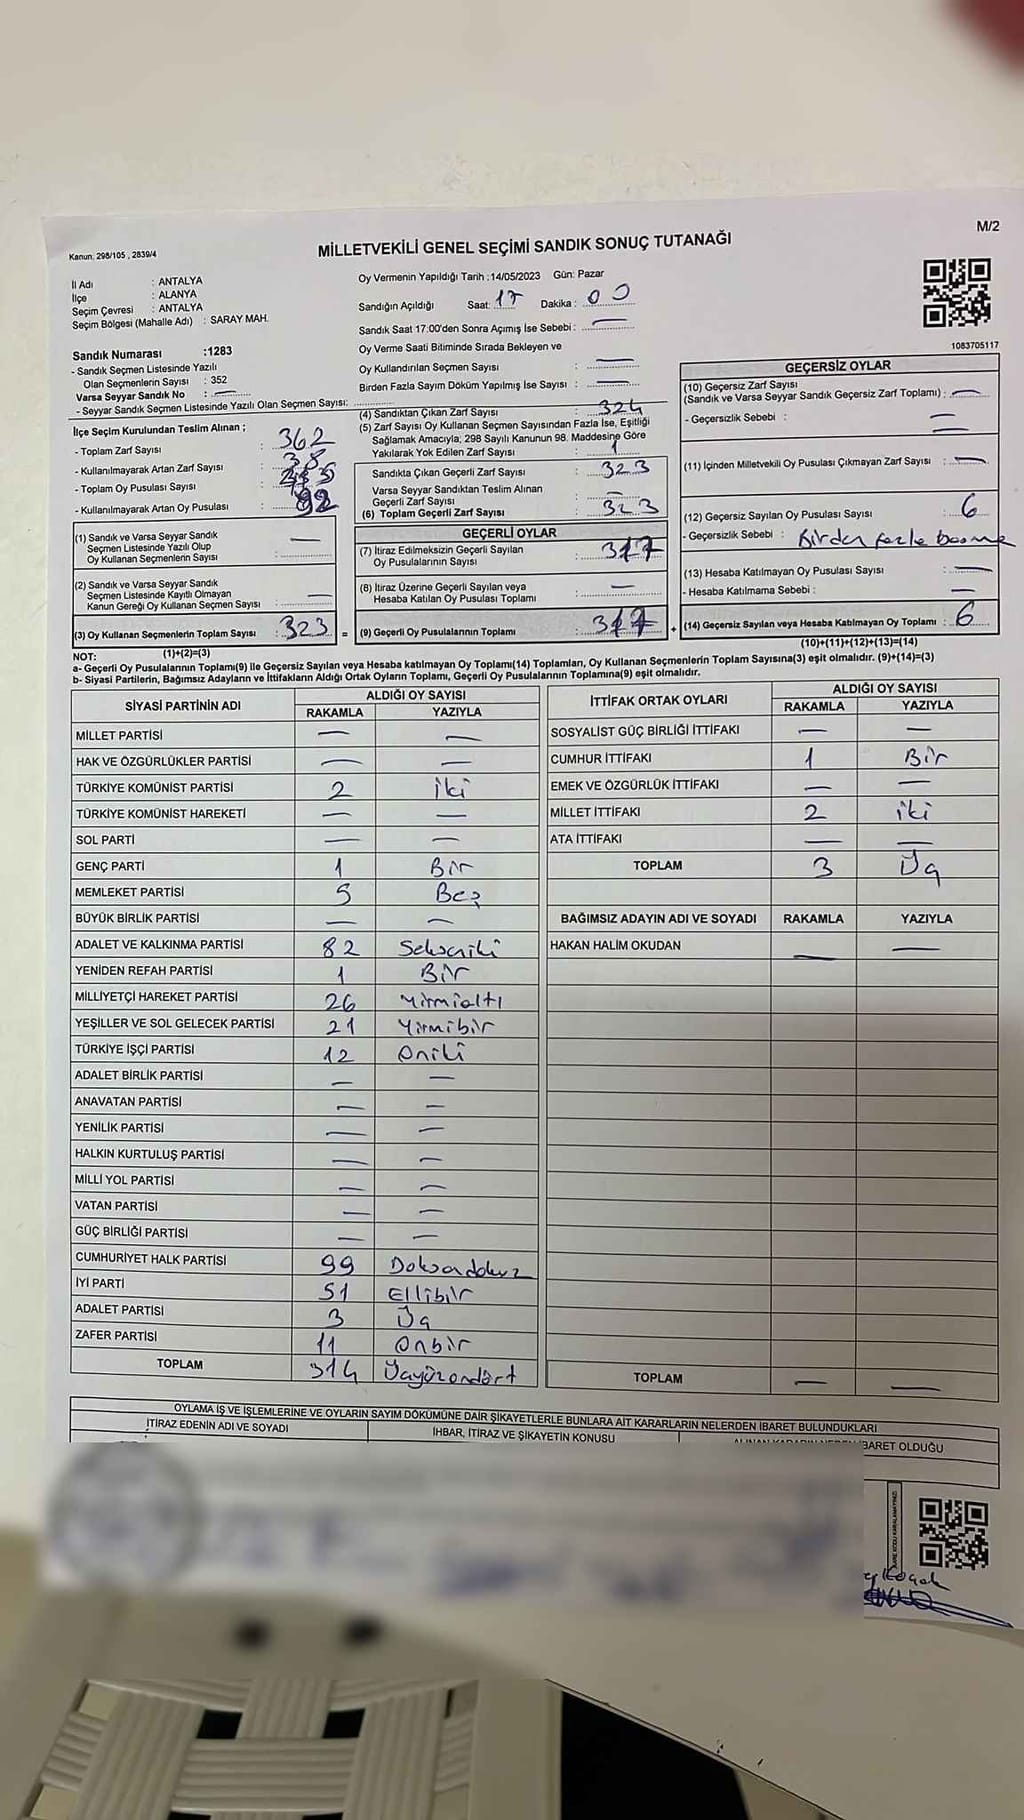 M/2
Kanun: 298/105 , 2839/4
MİLLETVEKİLİ GENEL SEÇİMİ SANDIK SONUÇ TUTANAĞI
İl Adı : ANTALYA
İlçe : ALANYA
Seçim Çevresi : ANTALYA
Seçim Bölgesi (Mahalle Adı) : SARAY MAH.
Sandık Numarası :1283
- Sandık Seçmen Listesinde Yazılı
Olan Seçmenlerin Sayısı : 352
Varsa Seyyar Sandık No : —
- Seyyar Sandık Seçmen Listesinde Yazılı Olan Seçmen Sayısı:
İlçe Seçim Kurulundan Teslim Alınan ;
- Toplam Zarf Sayısı : 362
- Kullanılmayarak Artan Zarf Sayısı : 38
- Toplam Oy Pusulası Sayısı :
- Kullanılmayarak Artan Oy Pusulası :
(1) Sandık ve Varsa Seyyar Sandık
Seçmen Listesinde Yazılı Olup
Oy Kullanan Seçmenlerin Sayısı : —
(2) Sandık ve Varsa Seyyar Sandık
Seçmen Listesinde Kayıtlı Olmayan
Kanun Gereği Oy Kullanan Seçmen Sayısı : —
(3) Oy Kullanan Seçmenlerin Toplam Sayısı : 323 =
(1)+(2)=(3)
Oy Vermenin Yapıldığı Tarih :14/05/2023 Gün: Pazar
Sandığın Açıldığı Saat: 17 Dakika : 00
Sandık Saat 17:00'den Sonra Açımış İse Sebebi : —
Oy Verme Saati Bitiminde Sırada Bekleyen ve
Oy Kullandırılan Seçmen Sayısı : —
Birden Fazla Sayım Döküm Yapılmış İse Sayısı : —
(4) Sandıktan Çıkan Zarf Sayısı : 324
(5) Zarf Sayısı Oy Kullanan Seçmen Sayısından Fazla İse, Eşitliği
Sağlamak Amacıyla; 298 Sayılı Kanunun 98. Maddesine Göre
Yakılarak Yok Edilen Zarf Sayısı : 1
Sandıkta Çıkan Geçerli Zarf Sayısı : 323
Varsa Seyyar Sandıktan Teslim Alınan
Geçerli Zarf Sayısı : —
(6) Toplam Geçerli Zarf Sayısı : 323
GEÇERLİ OYLAR
(7) İtiraz Edilmeksizin Geçerli Sayılan
Oy Pusulalarının Sayısı : 317
(8) İtiraz Üzerine Geçerli Sayılan veya
Hesaba Katılan Oy Pusulası Toplamı : —
(9) Geçerli Oy Pusulalarının Toplamı : 317 +
1083705117
GEÇERSİZ OYLAR
(10) Geçersiz Zarf Sayısı
(Sandık ve Varsa Seyyar Sandık Geçersiz Zarf Toplamı) : —
- Geçersizlik Sebebi : —
(11) İçinden Milletvekili Oy Pusulası Çıkmayan Zarf Sayısı : —
(12) Geçersiz Sayılan Oy Pusulası Sayısı : 6
- Geçersizlik Sebebi : Birden fazla basma
(13) Hesaba Katılmayan Oy Pusulası Sayısı : —
- Hesaba Katılmama Sebebi : —
(14) Geçersiz Sayılan veya Hesaba Katılmayan Oy Toplamı : 6
(10)+(11)+(12)+(13)=(14)
NOT:
a- Geçerli Oy Pusulalarının Toplamı(9) ile Geçersiz Sayılan veya Hesaba katılmayan Oy Toplamı(14) Toplamları, Oy Kullanan Seçmenlerin Toplam Sayısına(3) eşit olmalıdır. (9)+(14)=(3)
b- Siyasi Partilerin, Bağımsız Adayların ve İttifakların Aldığı Ortak Oyların Toplamı, Geçerli Oy Pusulalarının Toplamına(9) eşit olmalıdır.
SİYASİ PARTİNİN ADI ALDIĞI OY SAYISI
RAKAMLA YAZIYLA
MİLLET PARTİSİ — —
HAK VE ÖZGÜRLÜKLER PARTİSİ — —
TÜRKİYE KOMÜNİST PARTİSİ 2 iki
TÜRKİYE KOMÜNİST HAREKETİ — —
SOL PARTİ — —
GENÇ PARTİ 1 Bir
MEMLEKET PARTİSİ 5 Beş
BÜYÜK BİRLİK PARTİSİ — —
ADALET VE KALKINMA PARTİSİ 82 Sekseniki
YENİDEN REFAH PARTİSİ 1 Bir
MİLLİYETÇİ HAREKET PARTİSİ 26 Yirmialtı
YEŞİLLER VE SOL GELECEK PARTİSİ 21 Yirmibir
TÜRKİYE İŞÇİ PARTİSİ 12 Oniki
ADALET BİRLİK PARTİSİ — —
ANAVATAN PARTİSİ — —
YENİLİK PARTİSİ — —
HALKIN KURTULUŞ PARTİSİ — —
MİLLİ YOL PARTİSİ — —
VATAN PARTİSİ — —
GÜÇ BİRLİĞİ PARTİSİ — —
CUMHURİYET HALK PARTİSİ 99 Doksandokuz
İYİ PARTİ 51 Ellibir
ADALET PARTİSİ 3 Üç
ZAFER PARTİSİ 11 Onbir
TOPLAM 314 Üçyüzondört
İTTİFAK ORTAK OYLARI ALDIĞI OY SAYISI
RAKAMLA YAZIYLA
SOSYALİST GÜÇ BİRLİĞİ İTTİFAKI — —
CUMHUR İTTİFAKI 1 Bir
EMEK VE ÖZGÜRLÜK İTTİFAKI — —
MİLLET İTTİFAKI 2 iki
ATA İTTİFAKI — —
TOPLAM 3 Üç
BAĞIMSIZ ADAYIN ADI VE SOYADI RAKAMLA YAZIYLA
HAKAN HALİM OKUDAN — —
TOPLAM — —
OYLAMA İŞ VE İŞLEMLERİNE VE OYLARIN SAYIM DÖKÜMÜNE DAİR ŞİKAYETLERLE BUNLARA AİT KARARLARIN NELERDEN İBARET BULUNDUKLARI
İTİRAZ EDENİN ADI VE SOYADI İHBAR, İTİRAZ VE ŞİKAYETİN KONUSU İBARET OLDUĞU